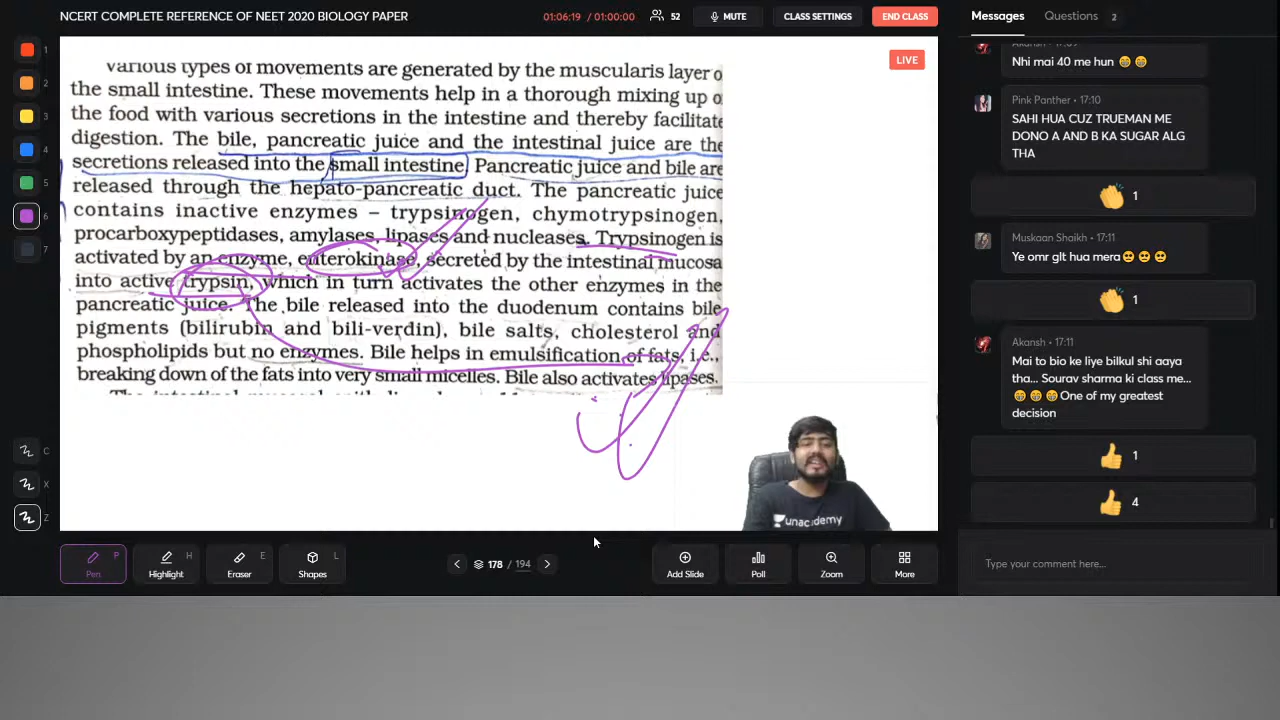 NCERT COMPLETE REFERENCE OF NEET 2020 BIOLOGY PAPER
01:06:19 / 01:00:00
52
MUTE
CLASS SETTINGS
END CLASS
LIVE
1
2
3
4
5
6
7
C
X
Z
various types of movements are generated by the muscularis layer
the small intestine. These movements help in a thorough mixing up
the food with various secretions in the intestine and thereby facilitate
digestion. The bile, pancreatic juice and the intestinal juice are the
secretions released into the small intestine. Pancreatic juice and bile are
released through the hepato-pancreatic duct. The pancreatic juice
contains inactive enzymes – trypsinogen, chymotrypsinogen,
procarboxypeptidases, amylases, lipases and nucleases. Trypsinogen is
activated by an enzyme, enterokinase, secreted by the intestinal mucosa
into active trypsin, which in turn activates the other enzymes in the
pancreatic juice. The bile released into the duodenum contains bile
pigments (bilirubin and bili-verdin), bile salts, cholesterol and
phospholipids but no enzymes. Bile helps in emulsification of fats, i.e.,
breaking down of the fats into very small micelles. Bile also activates lipases.
unacademy
Pen P
Highlight H
Eraser E
Shapes L
178 / 194
Add Slide
Poll
Zoom
More
Messages
Questions 2
Akansh • 17:09
Nhi mai 40 me hun
Pink Panther • 17:10
SAHI HUA CUZ TRUEMAN ME
DONO A AND B KA SUGAR ALG
THA
1
Muskaan Shaikh • 17:11
Ye omr glt hua mera
1
Akansh • 17:11
Mai to bio ke liye bilkul shi aaya
tha... Sourav sharma ki class me...
One of my greatest
decision
1
4
Type your comment here...